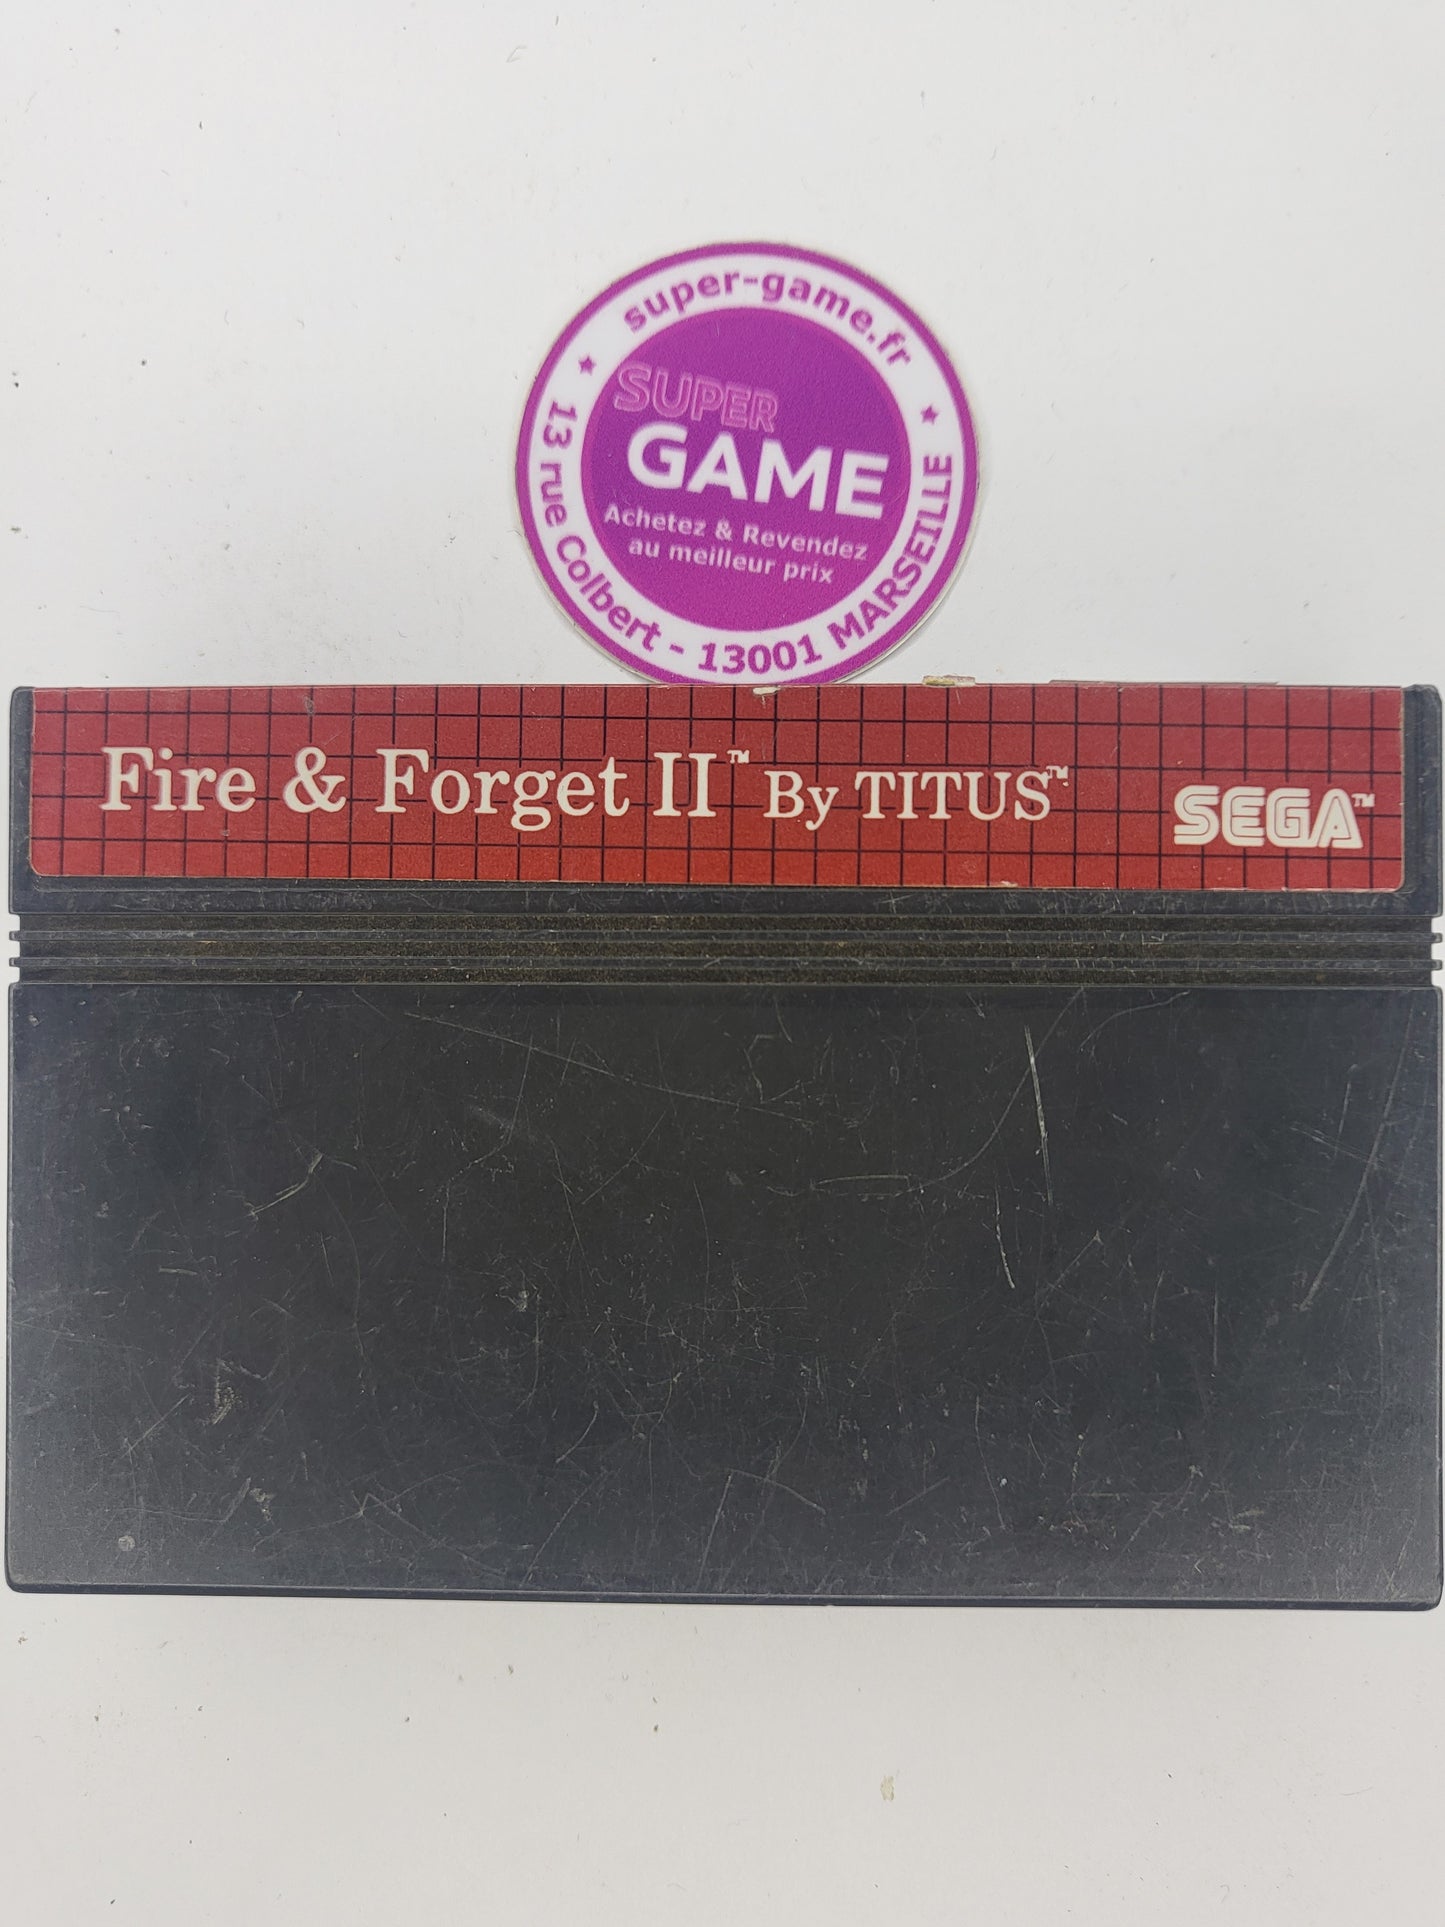 super-game.fr
SUPER
GAME
Achetez & Revendez
au meilleur prix
13 rue Colbert - 13001 MARSEILLE
Fire & Forget II™ By TITUS™
SEGA™